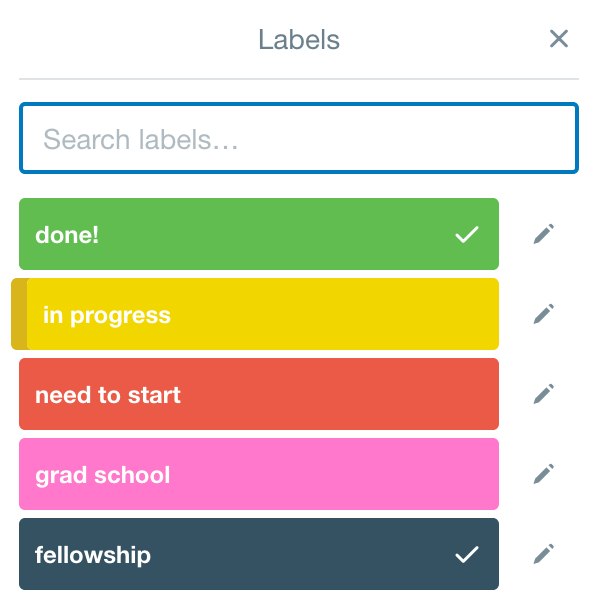 Labels
Search labels…
done!
in progress
need to start
grad school
fellowship